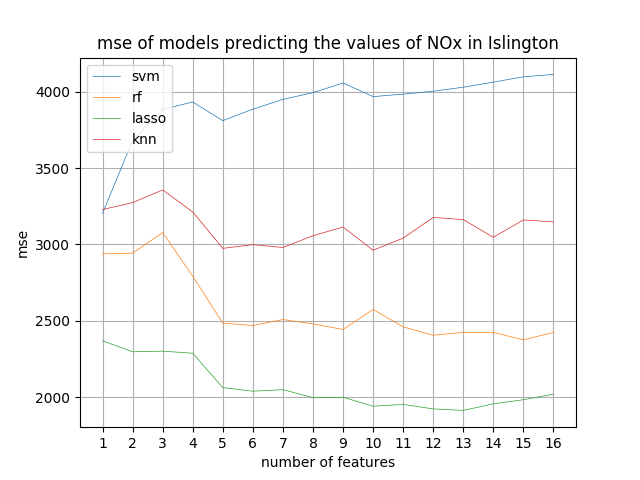 mse of models predicting the values of NOx in Islington
svm
rf
lasso
knn
4000
3500
3000
2500
2000
mse
1 2 3 4 5 6 7 8 9 10 11 12 13 14 15 16
number of features